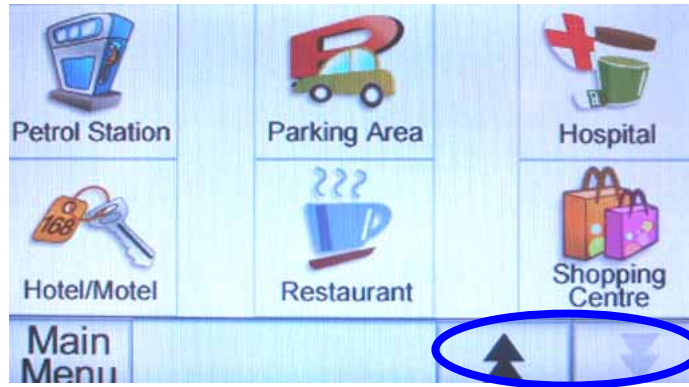 Petrol Station
Parking Area
Hospital
168
Hotel/Motel
Restaurant
Shopping
Centre
Main
Menu